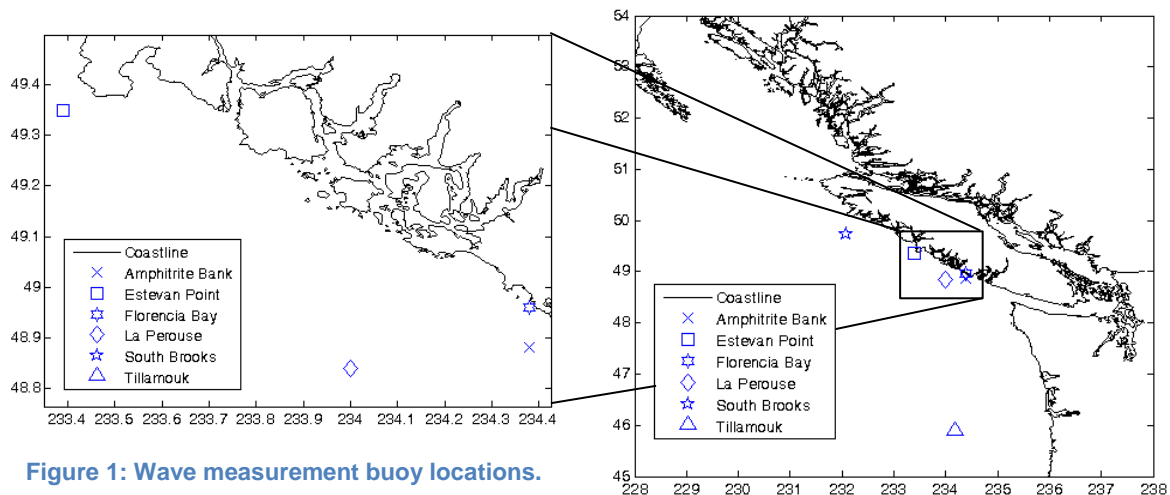 49.4
49.3
49.2
49.1
49
48.9
48.8
233.4 233.5 233.6 233.7 233.8 233.9 234 234.1 234.2 234.3 234.4
Coastline
Amphitrite Bank
Estevan Point
Florencia Bay
La Perouse
South Brooks
Tillamouk
54
53
52
51
50
49
48
47
46
45
228 229 230 231 232 233 234 235 236 237 238
Coastline
Amphitrite Bank
Estevan Point
Florencia Bay
La Perouse
South Brooks
Tillamouk
Figure 1: Wave measurement buoy locations.